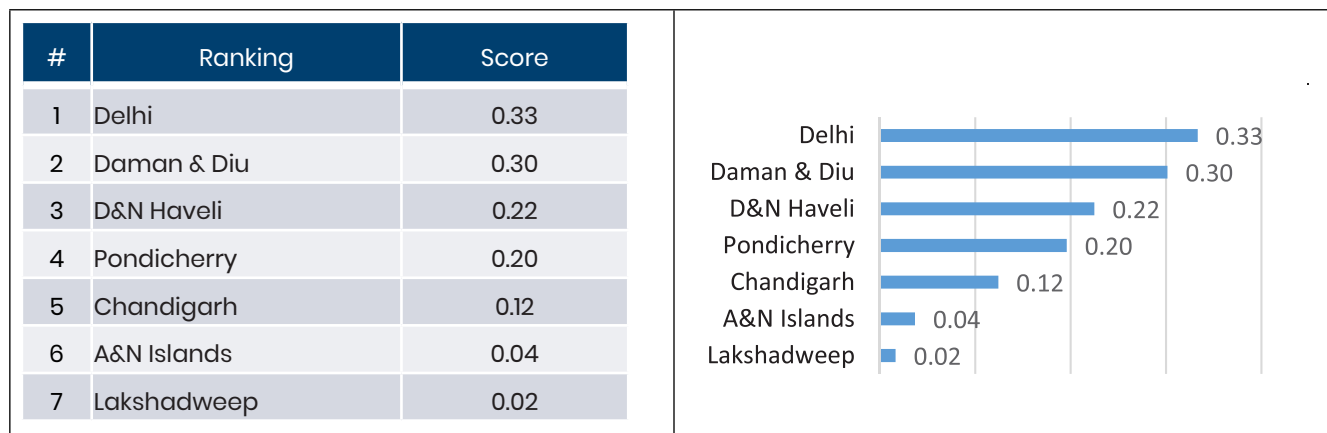 # Ranking Score
1 Delhi 0.33
2 Daman & Diu 0.30
3 D&N Haveli 0.22
4 Pondicherry 0.20
5 Chandigarh 0.12
6 A&N Islands 0.04
7 Lakshadweep 0.02
.
Delhi 0.33
Daman & Diu 0.30
D&N Haveli 0.22
Pondicherry 0.20
Chandigarh 0.12
A&N Islands 0.04
Lakshadweep 0.02